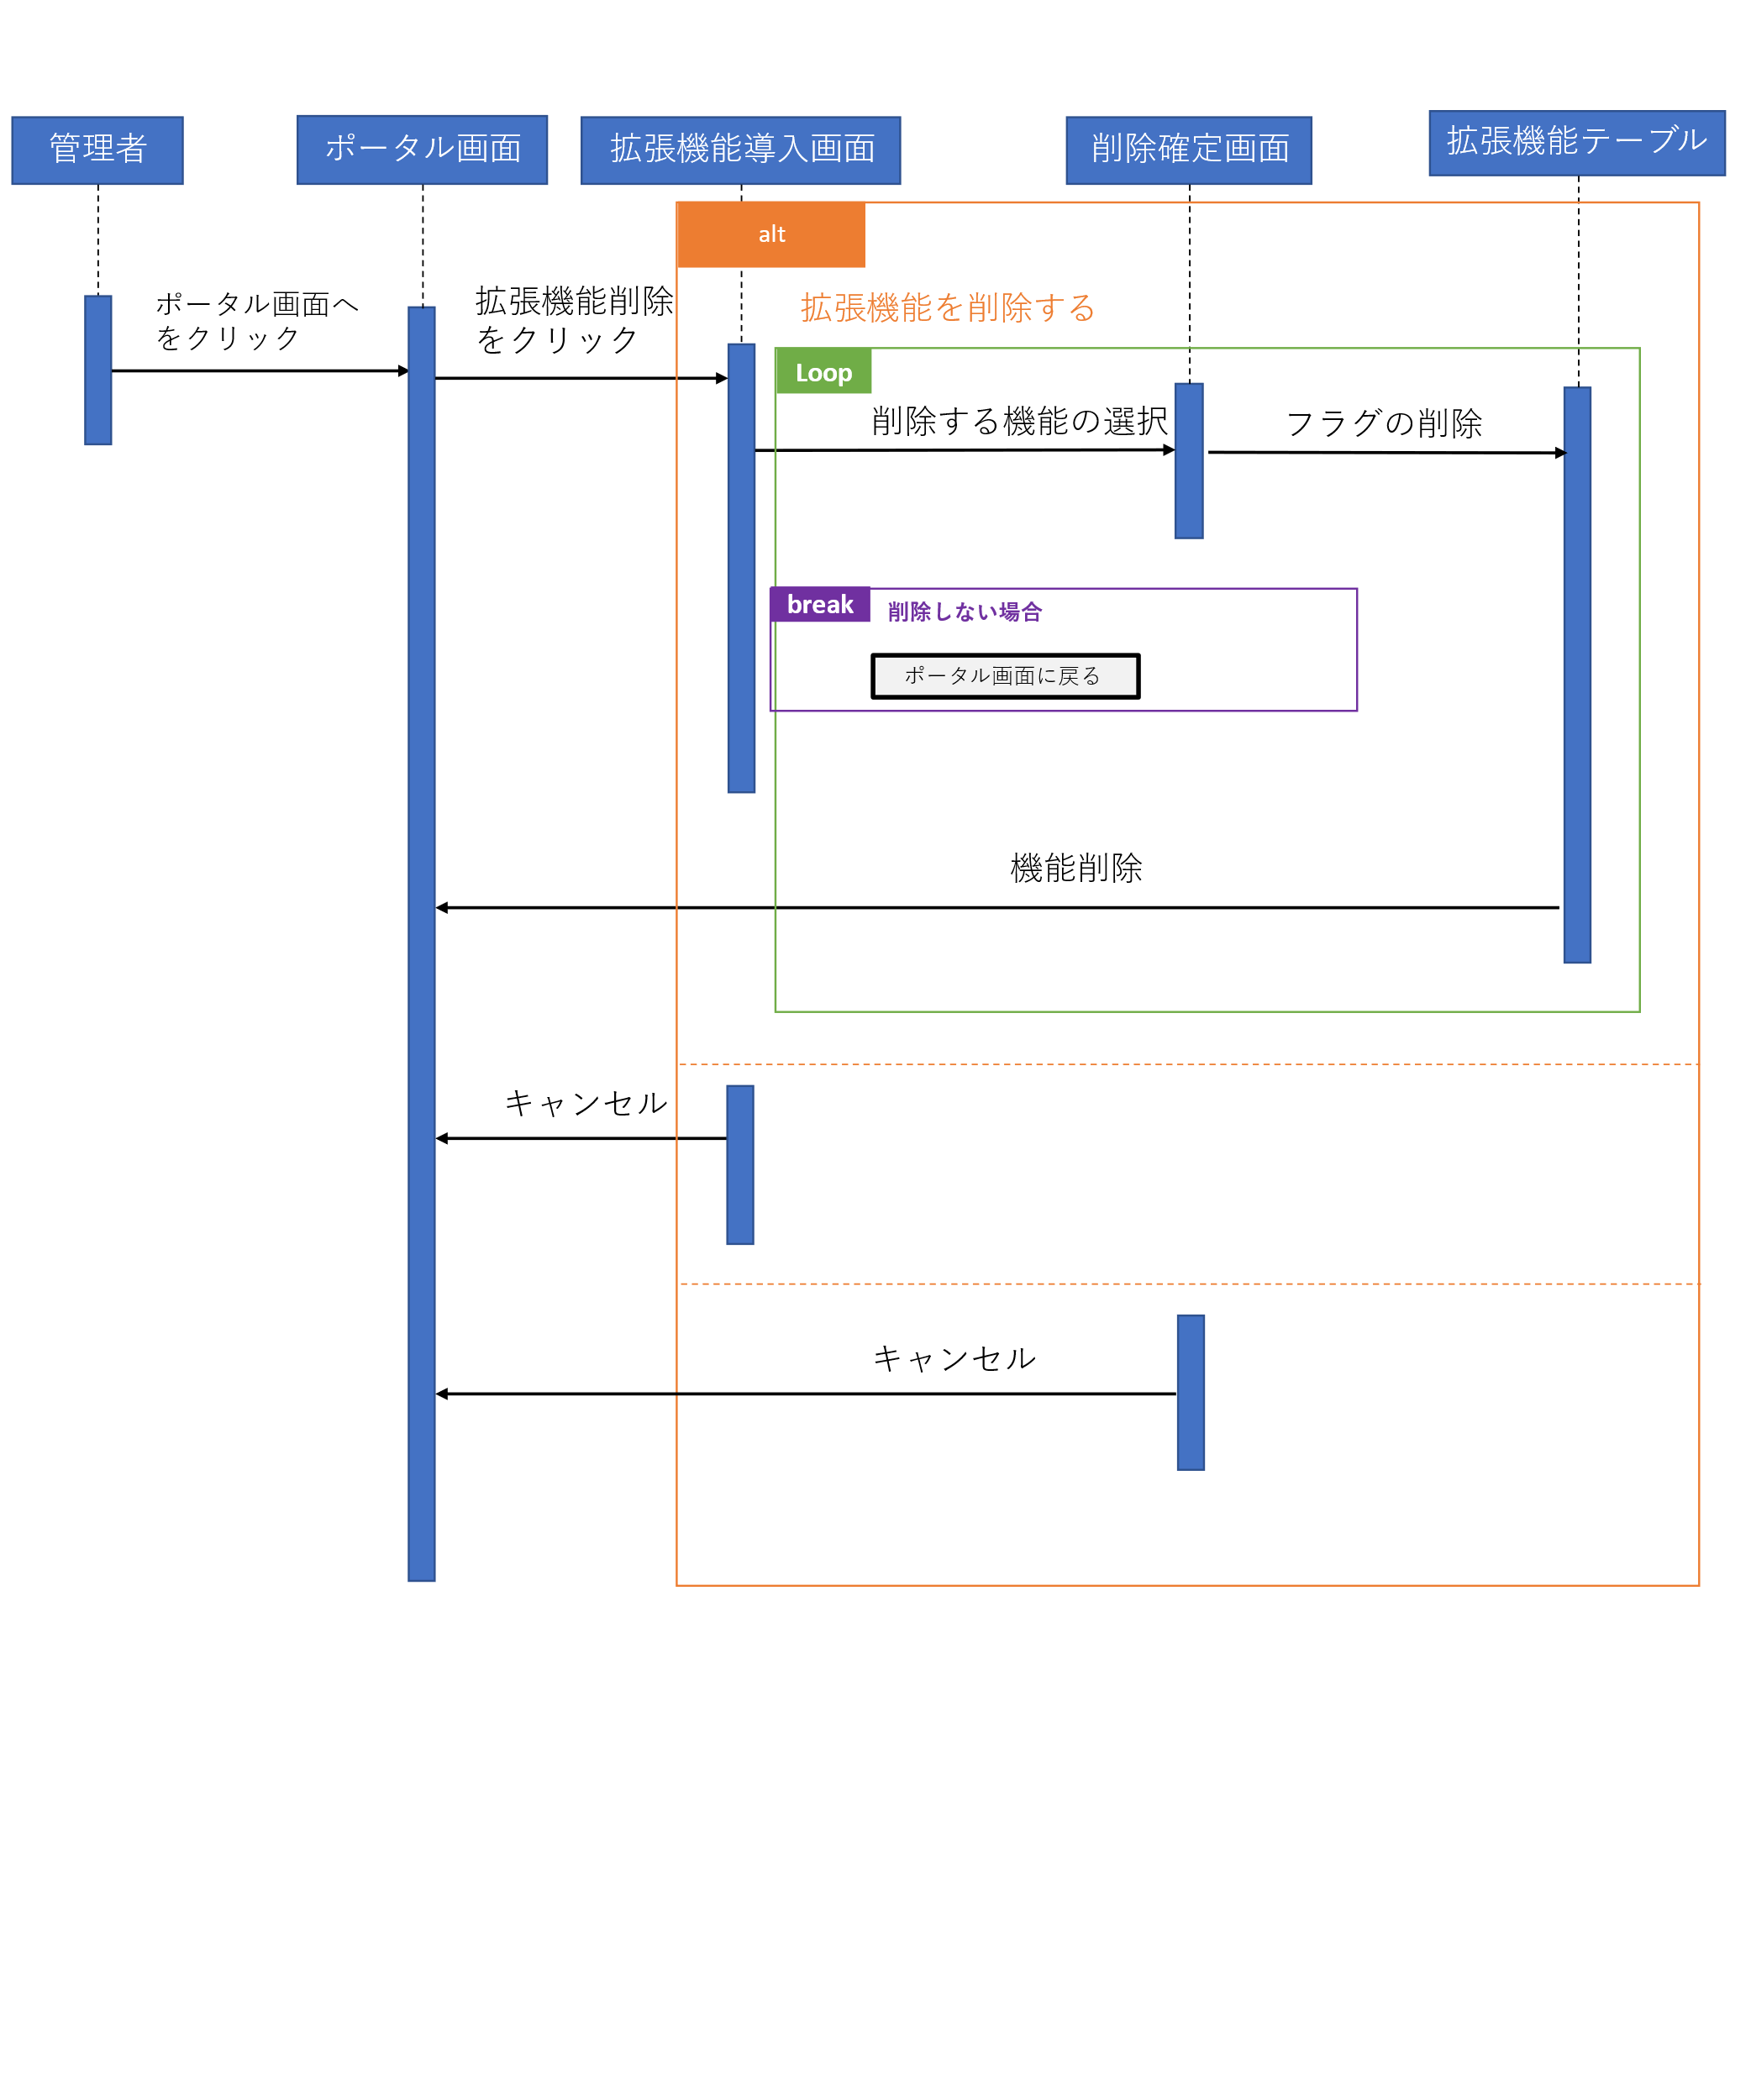 管理者
ポータル画面
拡張機能導入画面
削除確定画面
拡張機能テーブル
alt
ポータル画面へ
をクリック
拡張機能削除
をクリック
拡張機能を削除する
Loop
削除する機能の選択
フラグの削除
break
削除しない場合
ポータル画面に戻る
機能削除
キャンセル
キャンセル